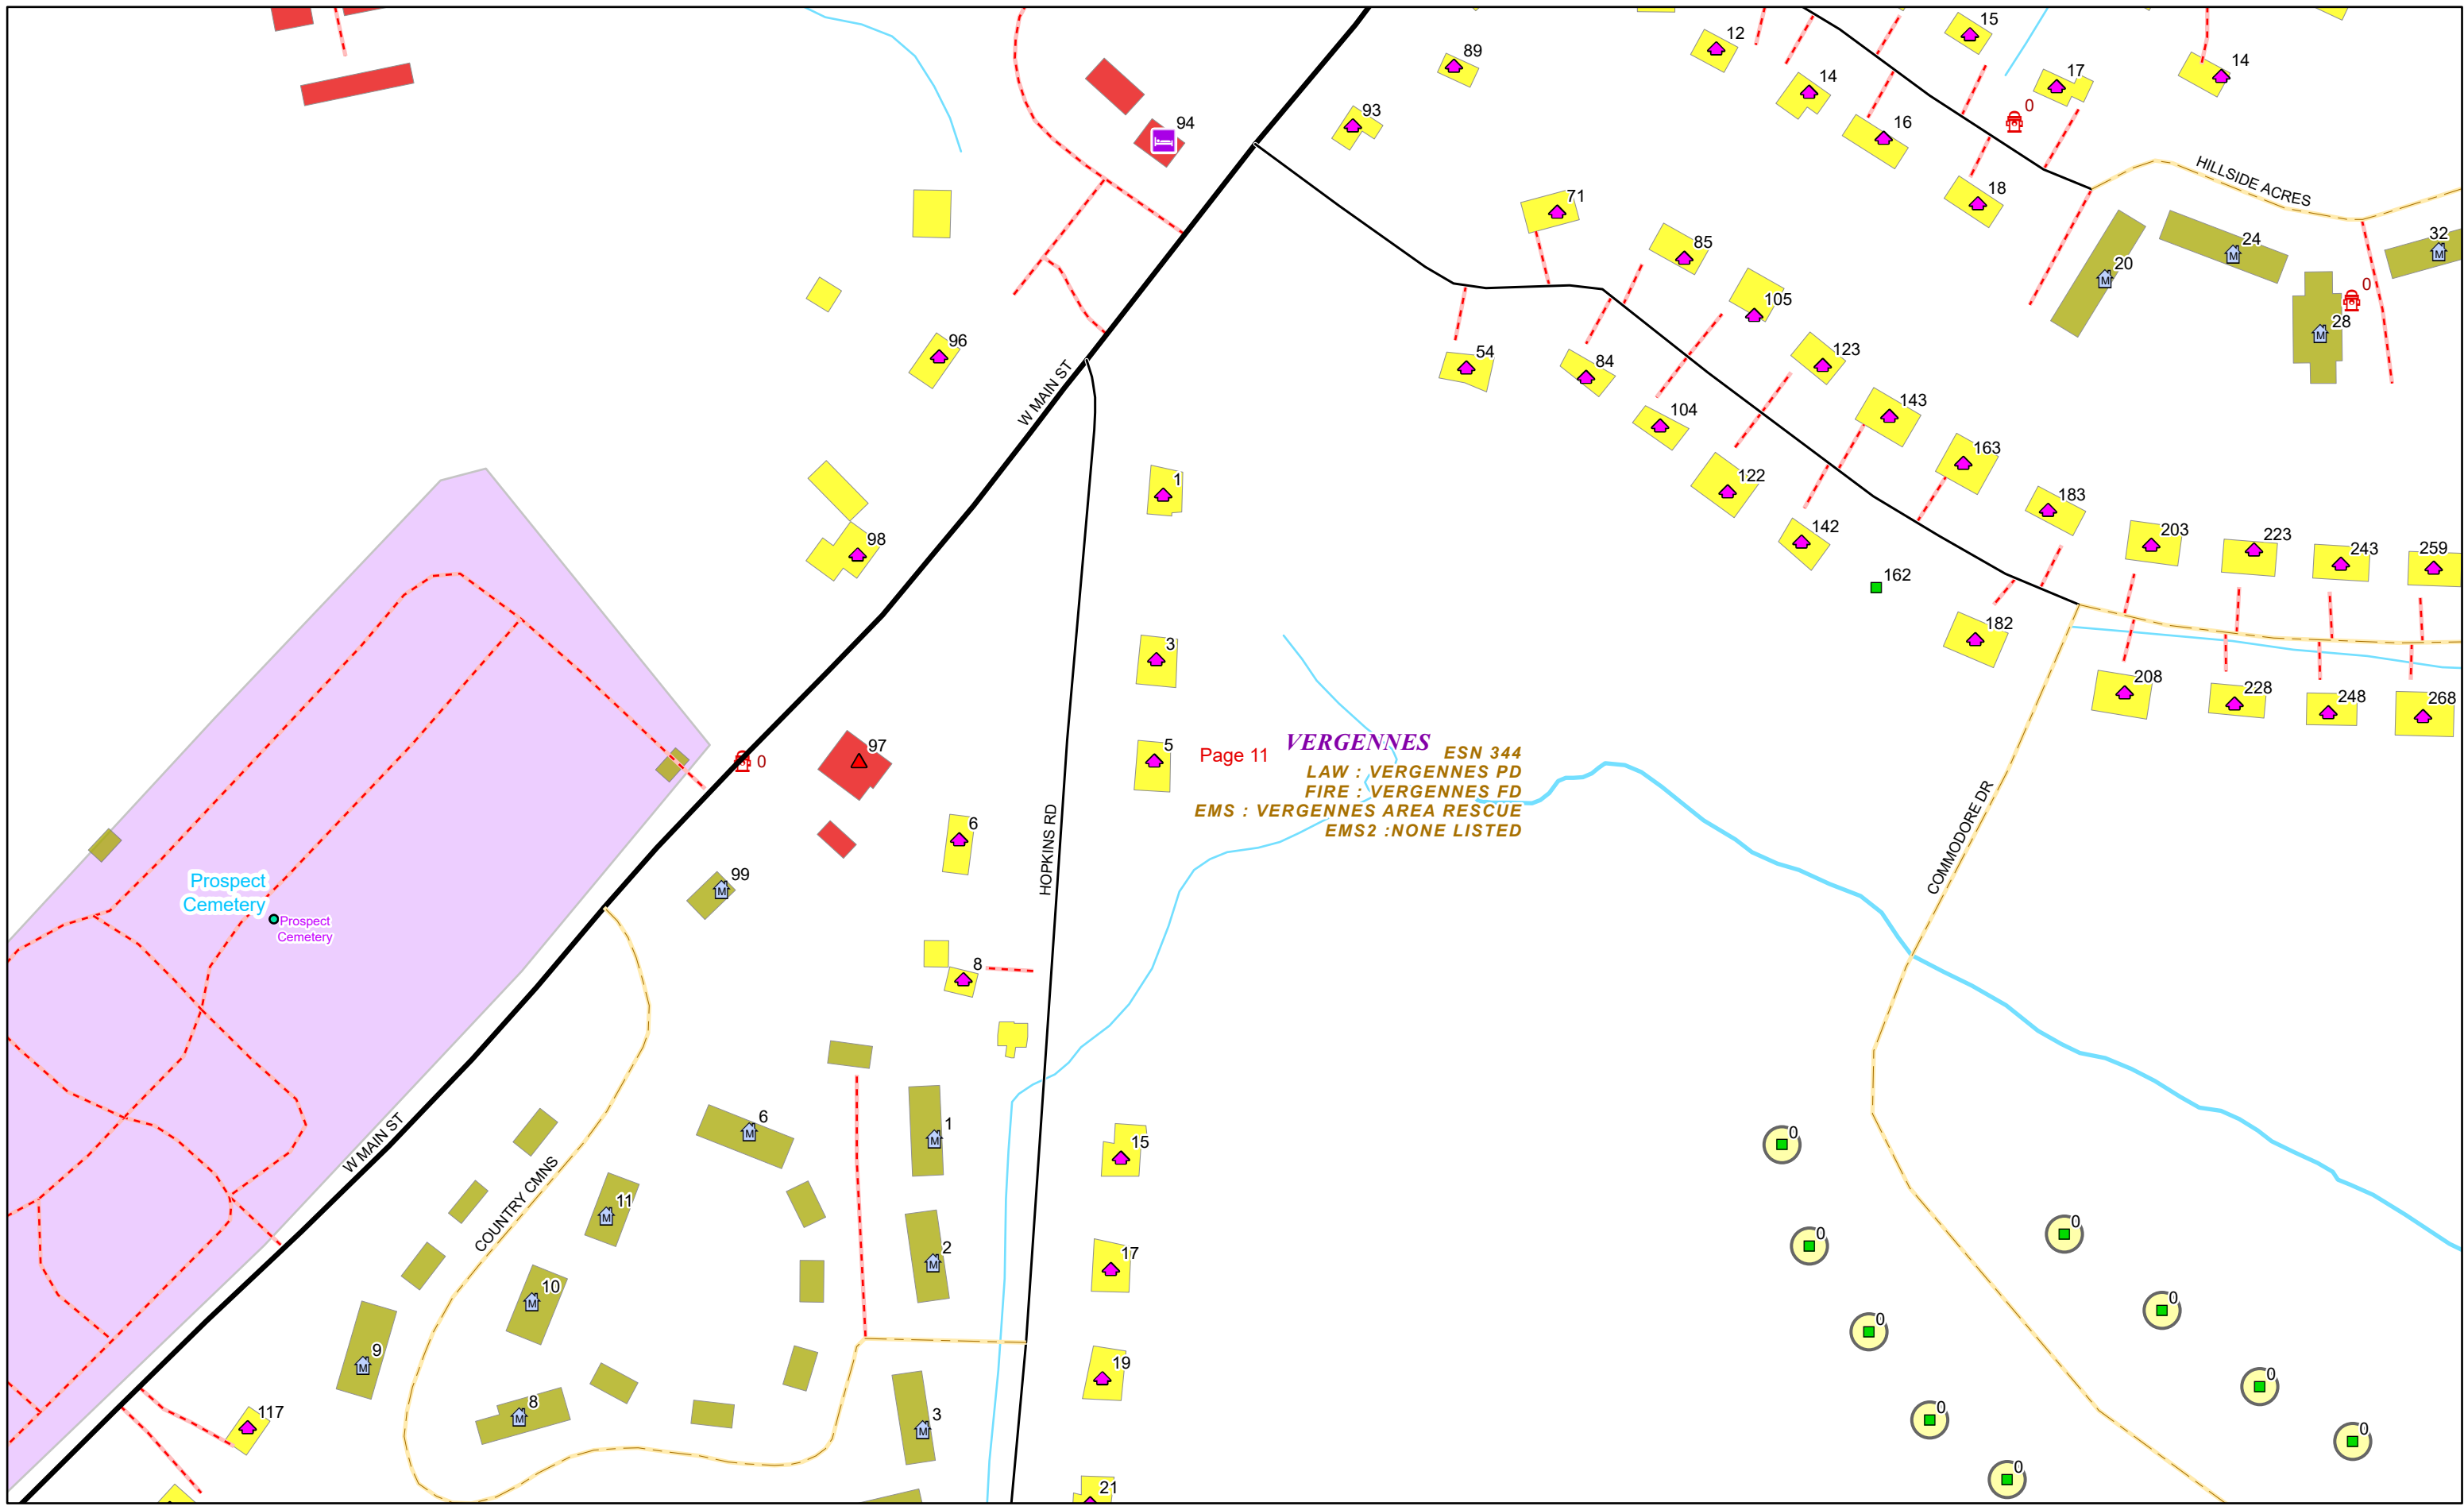 15
12
89
14
17
14
0
93
94
16
HILLSIDE ACRES
18
71
32
24
85
20
0
105
28
96
54
123
84
W MAIN ST
143
104
163
122
1
183
142
203
223
243
259
98
162
182
3
208
228
248
268
97
0
5
Page 11
VERGENNES
ESN 344
LAW : VERGENNES PD
FIRE : VERGENNES FD
EMS : VERGENNES AREA RESCUE
EMS2 :NONE LISTED
6
HOPKINS RD
COMMODORE DR
99
Prospect
Cemetery
Prospect
Cemetery
8
W MAIN ST
6
M
1
M
15
0
COUNTRY CMNS
11
M
2
M
17
0
0
10
M
0
0
9
M
19
0
8
M
3
M
117
0
0
21
0